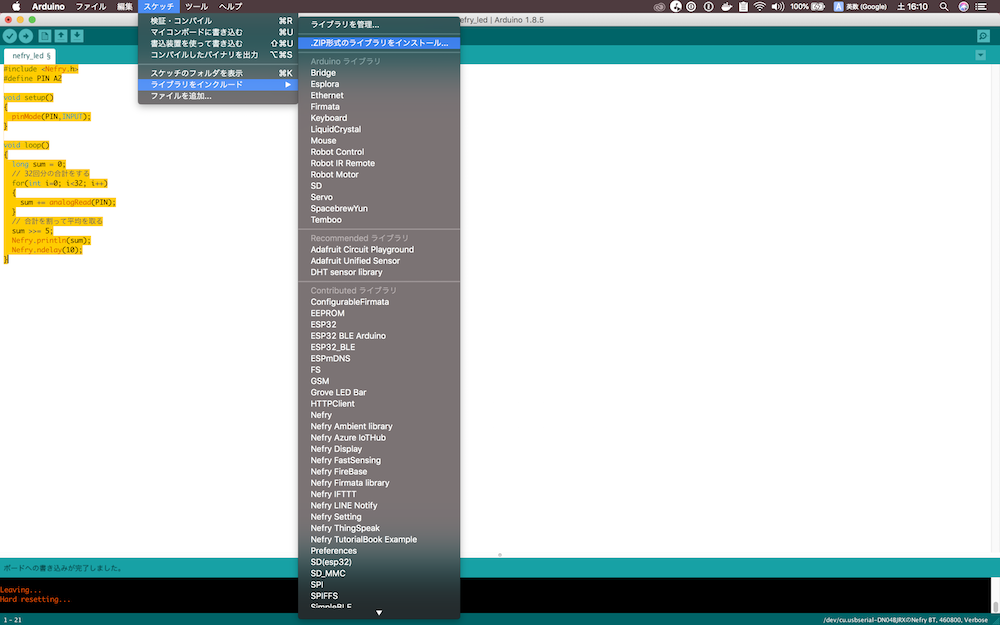 Arduino ファイル 編集 スケッチ ツール ヘルプ 100% 英数 (Google) 土 16:10
nefry_led | Arduino 1.8.5
検証・コンパイル ⌘R
マイコンボードに書き込む ⌘U
書込装置を使って書き込む ⇧⌘U
コンパイルしたバイナリを出力 ⌥⌘S
スケッチのフォルダを表示 ⌘K
ライブラリをインクルード ▶
ファイルを追加...
ライブラリを管理...
.ZIP形式のライブラリをインストール...
Arduino ライブラリ
Bridge
Esplora
Ethernet
Firmata
Keyboard
LiquidCrystal
Mouse
Robot Control
Robot IR Remote
Robot Motor
SD
Servo
SpacebrewYun
Temboo
Recommended ライブラリ
Adafruit Circuit Playground
Adafruit Unified Sensor
DHT sensor library
Contributed ライブラリ
ConfigurableFirmata
EEPROM
ESP32
ESP32 BLE Arduino
ESP32_BLE
ESPmDNS
FS
GSM
Grove LED Bar
HTTPClient
Nefry
Nefry Ambient library
Nefry Azure IoTHub
Nefry Display
Nefry FastSensing
Nefry FireBase
Nefry Firmata library
Nefry IFTTT
Nefry LINE Notify
Nefry Setting
Nefry ThingSpeak
Nefry TutorialBook Example
Preferences
SD(esp32)
SD_MMC
SPI
SPIFFS
SimpleBLE
nefry_led §
#include <Nefry.h>
#define PIN A2
void setup()
{
pinMode(PIN,INPUT);
}
void loop()
{
long sum = 0;
// 32回分の合計をする
for(int i=0; i<32; i++)
{
sum += analogRead(PIN);
}
// 合計を割って平均を取る
sum >>= 5;
Nefry.println(sum);
Nefry.ndelay(10);
}
ボードへの書き込みが完了しました。
Leaving...
Hard resetting...
1 - 21 /dev/cu.usbserial-DN04BJRXのNefry BT, 460800, Verbose